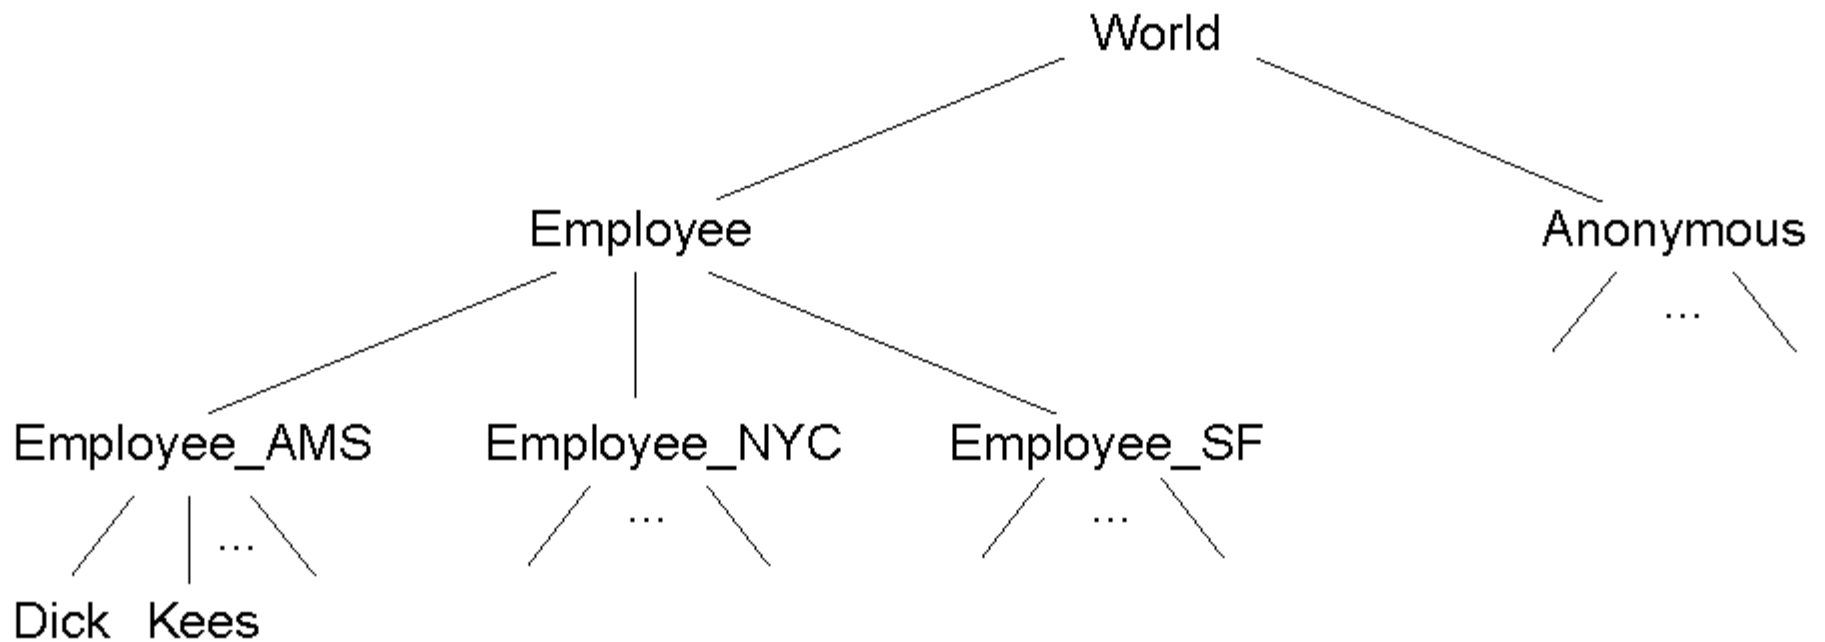 World
Employee Anonymous
...
Employee_AMS Employee_NYC Employee_SF
... ... ...
Dick Kees